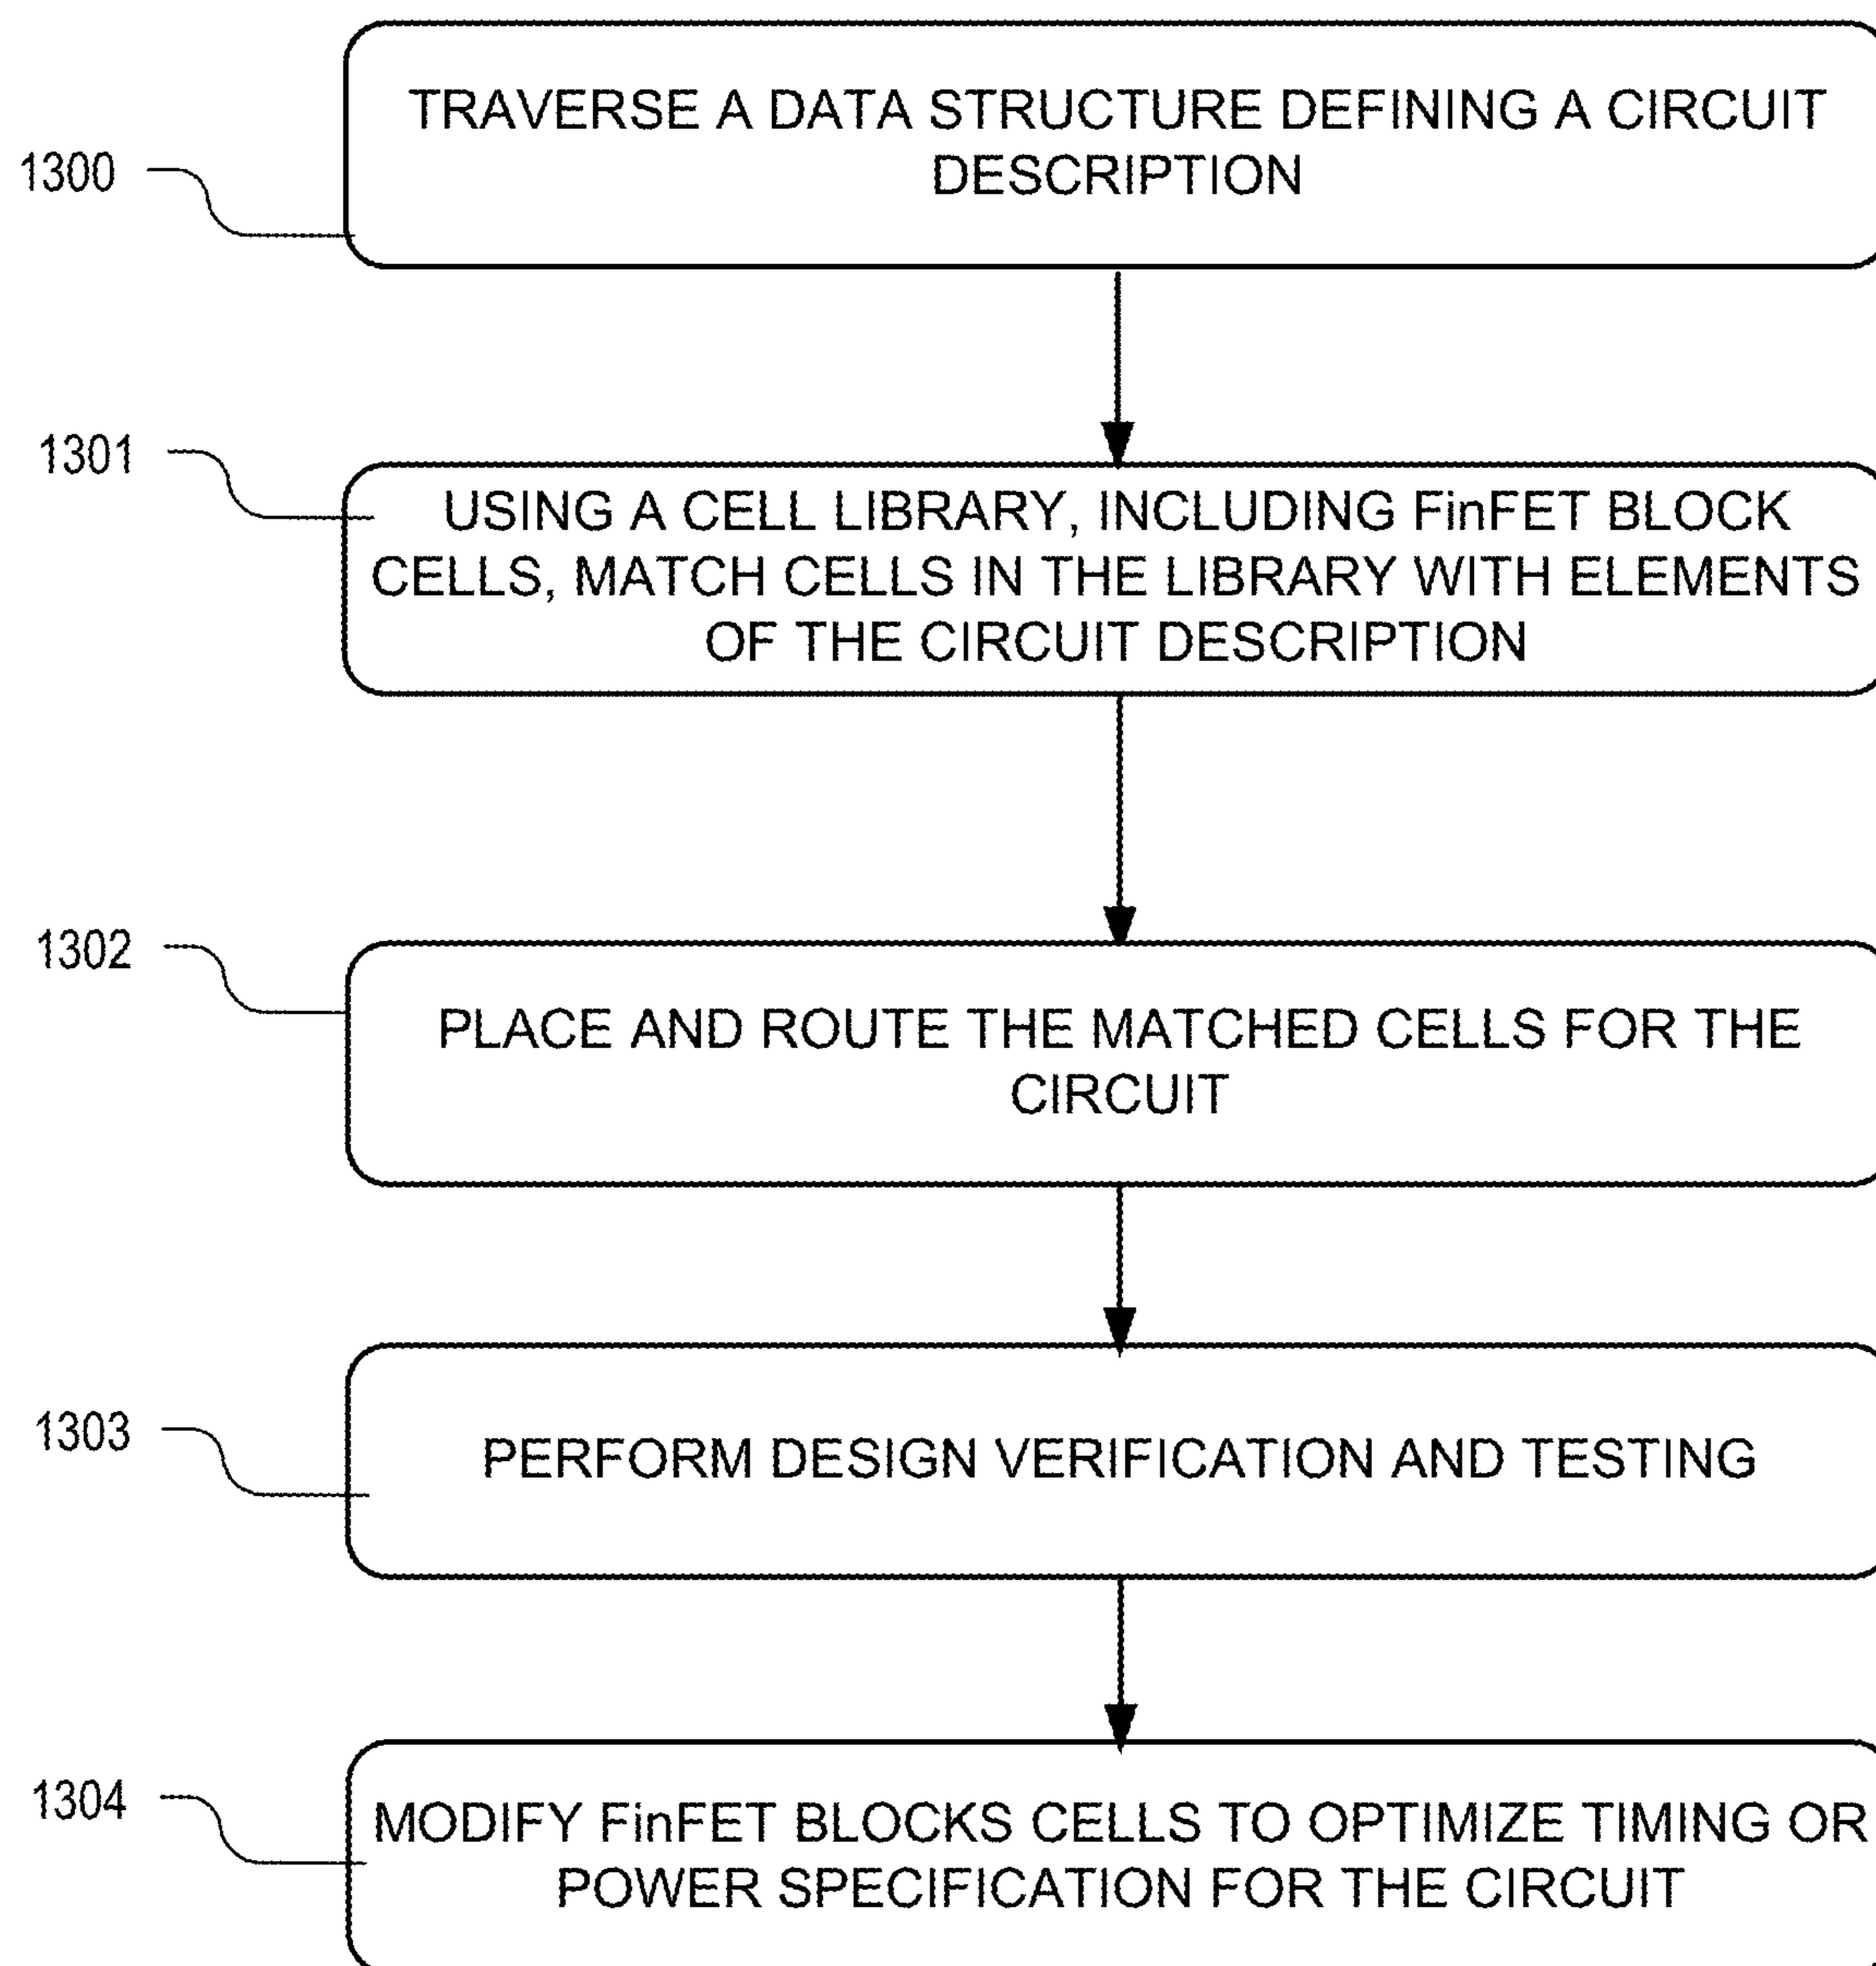 TRAVERSE A DATA STRUCTURE DEFINING A CIRCUIT
DESCRIPTION
1300
1301
USING A CELL LIBRARY, INCLUDING FinFET BLOCK
CELLS, MATCH CELLS IN THE LIBRARY WITH ELEMENTS
OF THE CIRCUIT DESCRIPTION
1302
PLACE AND ROUTE THE MATCHED CELLS FOR THE
CIRCUIT
1303
PERFORM DESIGN VERIFICATION AND TESTING
1304
MODIFY FinFET BLOCKS CELLS TO OPTIMIZE TIMING OR
POWER SPECIFICATION FOR THE CIRCUIT